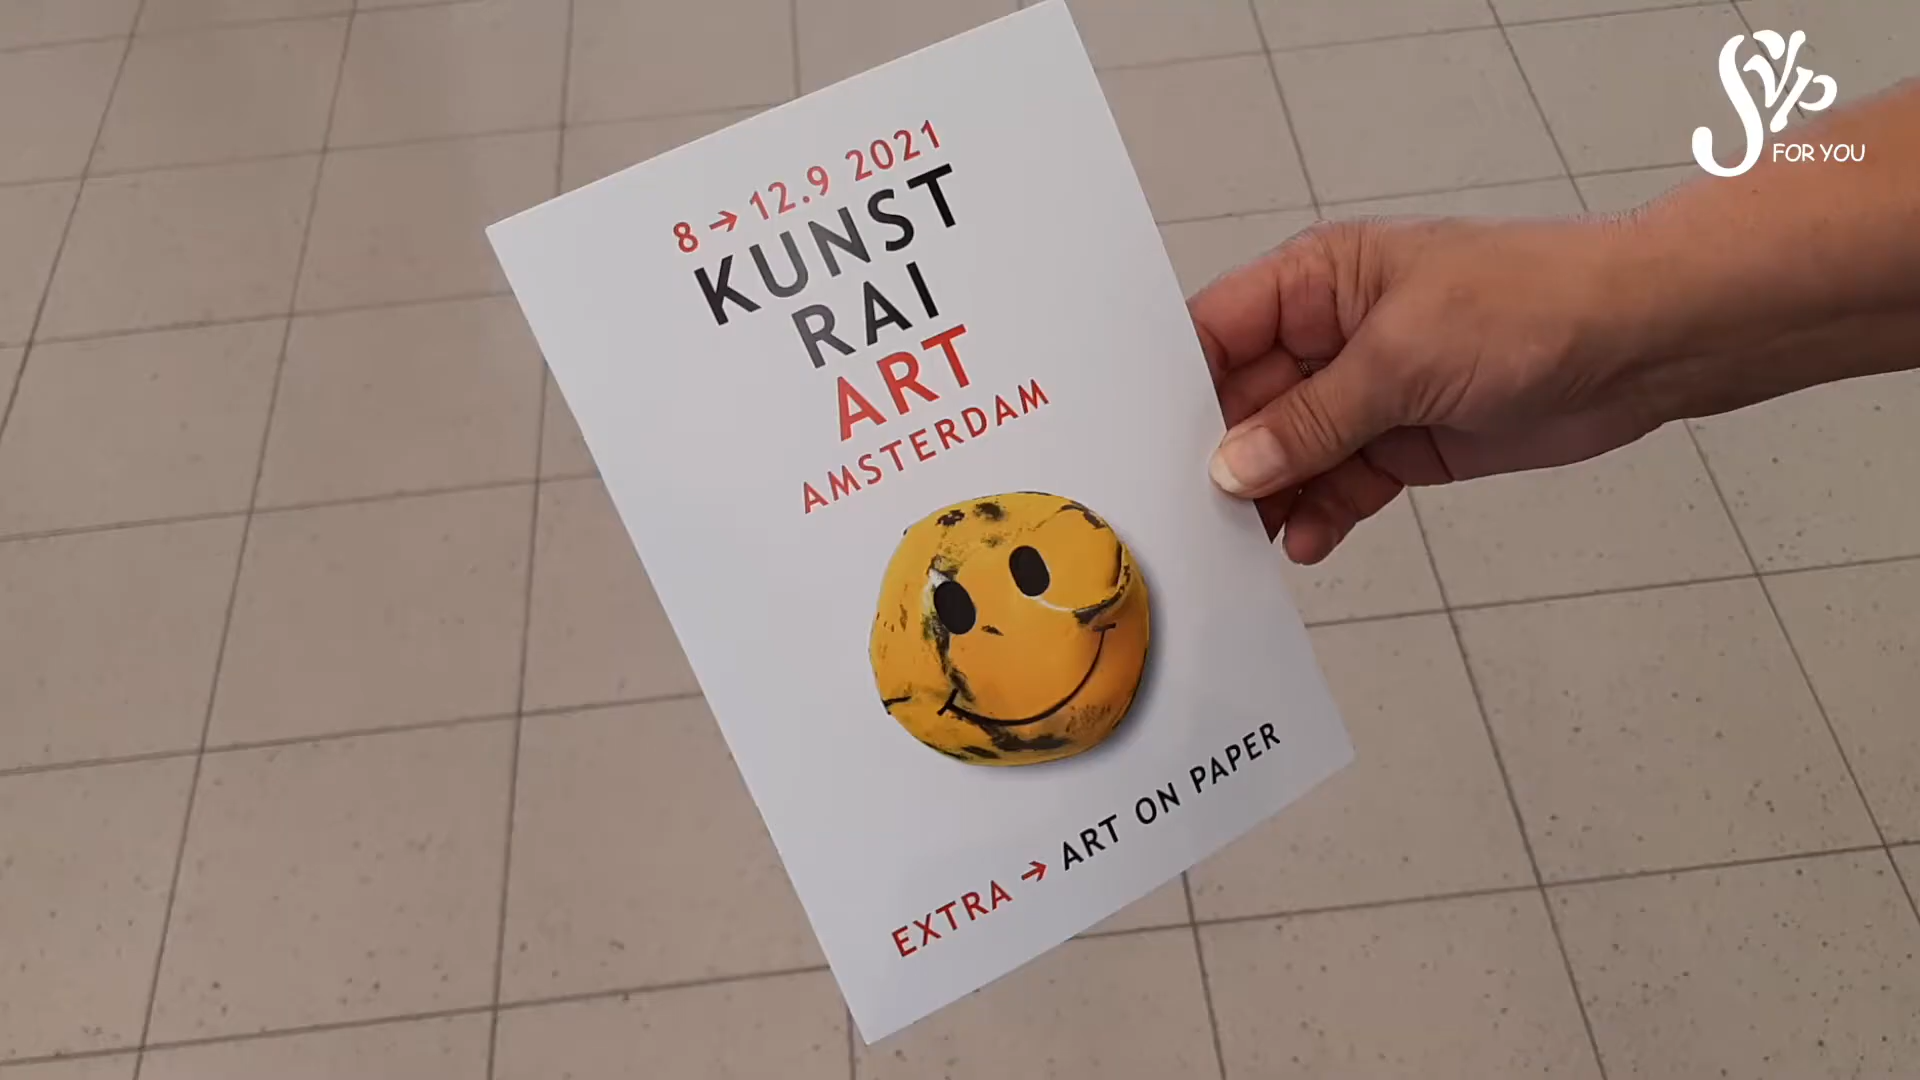 8 → 12.9 2021
KUNST
RAI
ART
AMSTERDAM
EXTRA → ART ON PAPER
SVP
FOR YOU